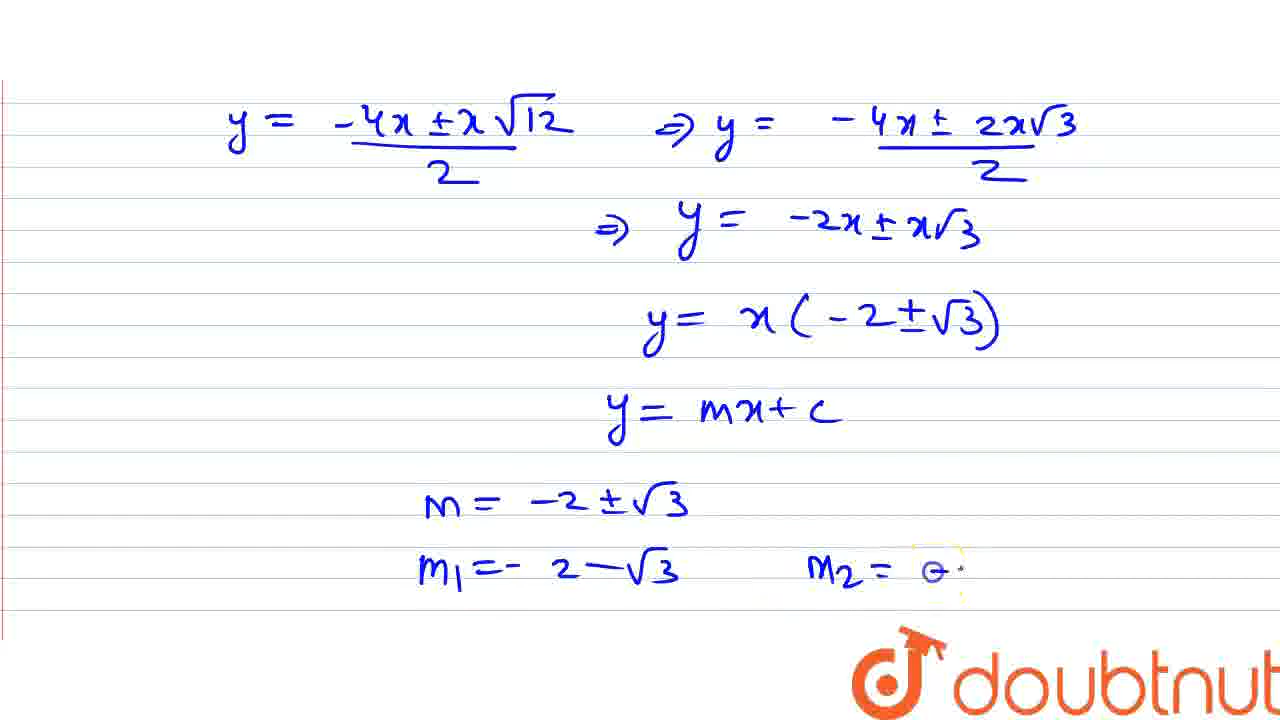 y = (-4x ± x√12)/2 ⇒ y = (-4x ± 2x√3)/2
⇒ y = -2x ± x√3
y = x(-2 ± √3)
y = mx + c
m = -2 ± √3
m₁ = - 2 - √3 m₂ =
doubtnut